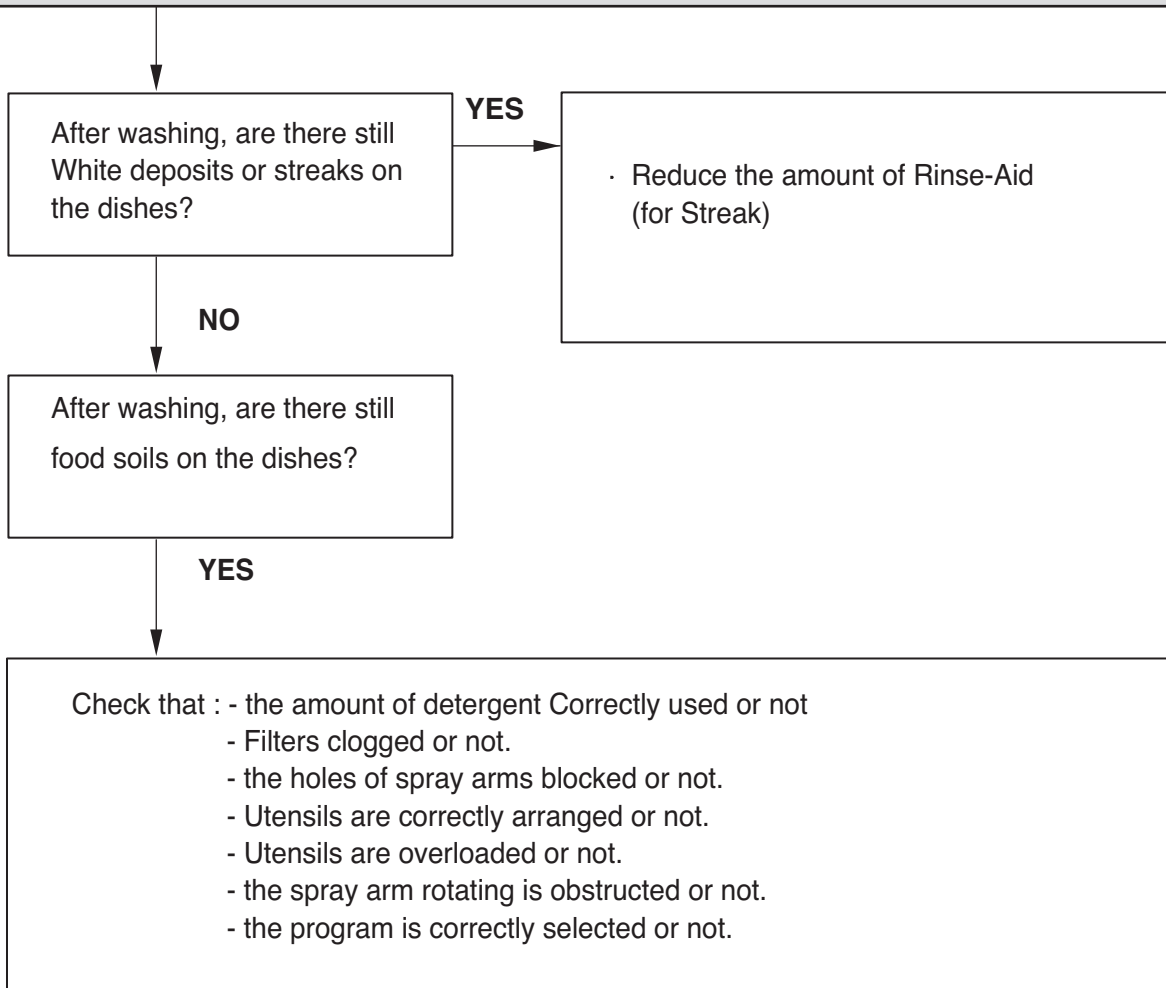 After washing, are there still
White deposits or streaks on
the dishes?
YES
· Reduce the amount of Rinse-Aid
(for Streak)
NO
After washing, are there still
food soils on the dishes?
YES
Check that : - the amount of detergent Correctly used or not
- Filters clogged or not.
- the holes of spray arms blocked or not.
- Utensils are correctly arranged or not.
- Utensils are overloaded or not.
- the spray arm rotating is obstructed or not.
- the program is correctly selected or not.